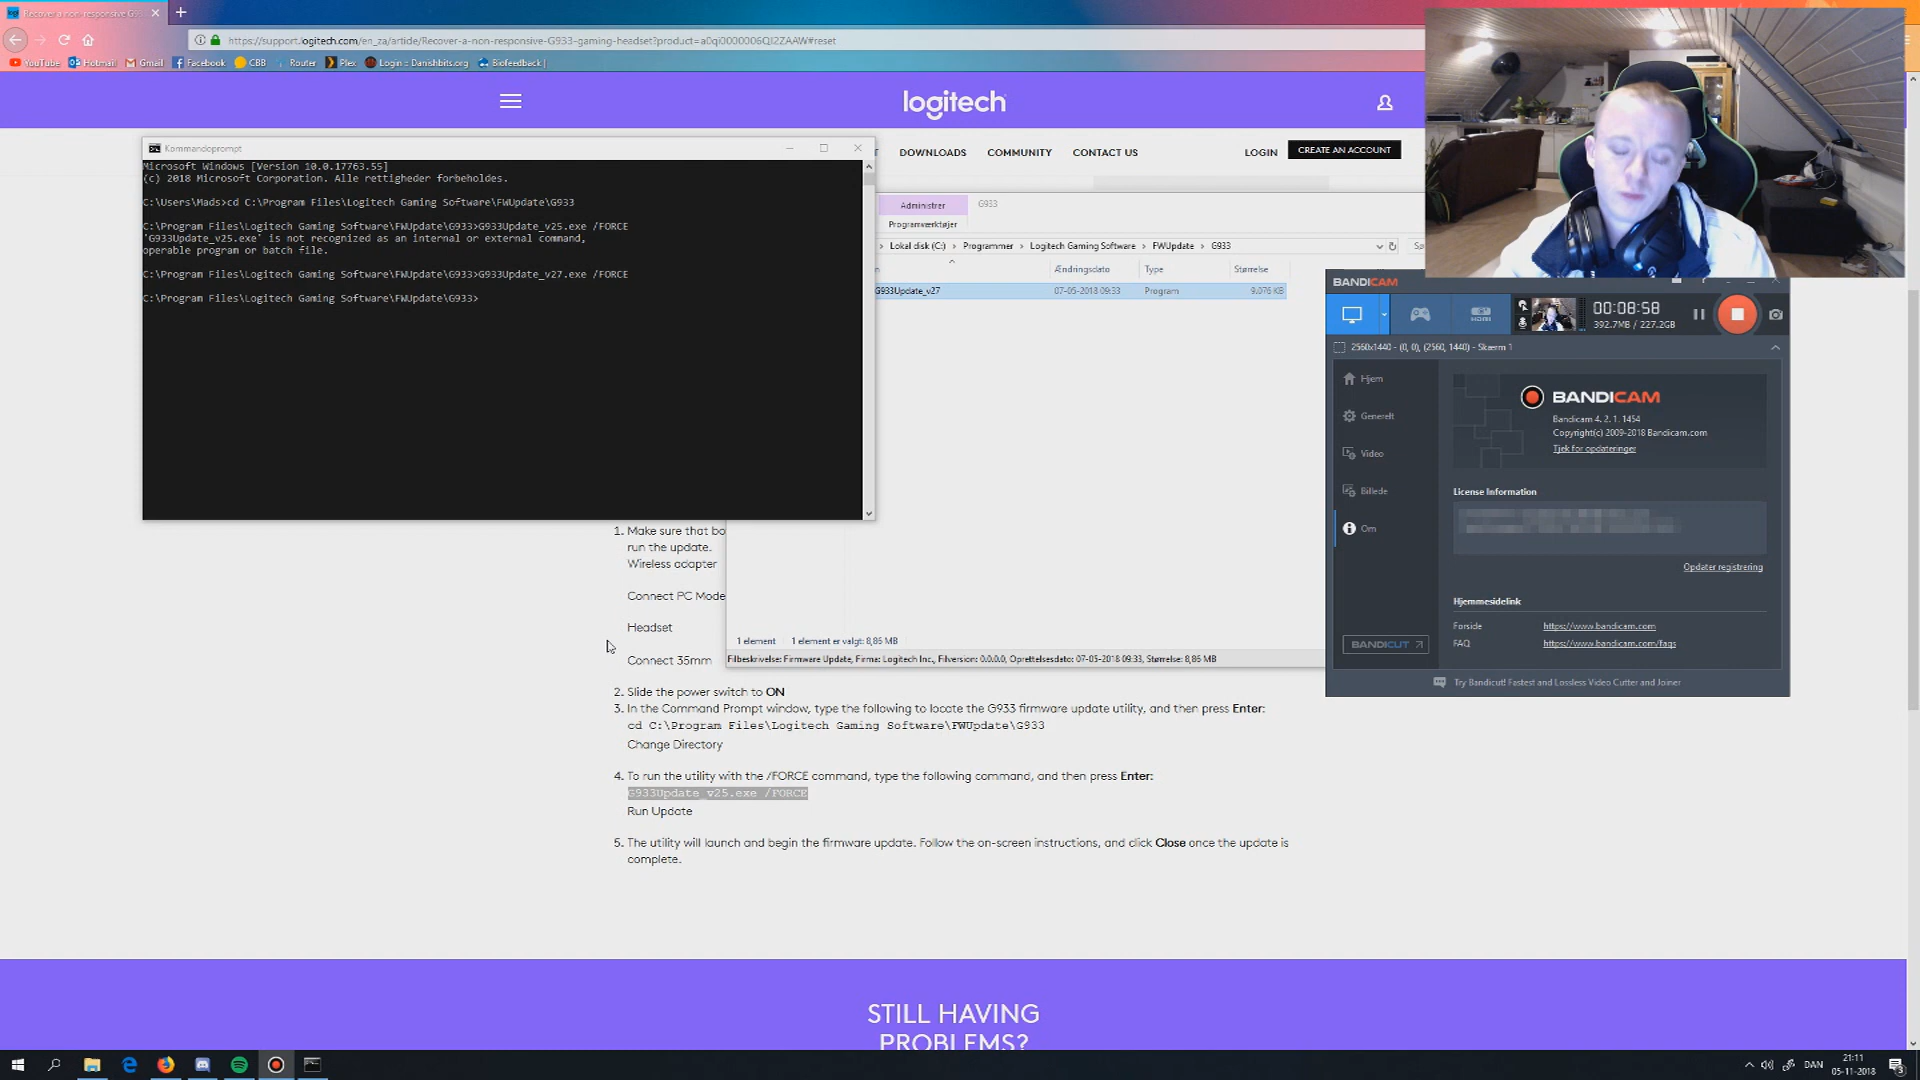 Recover a non-responsive G93
https://support.logitech.com/en_za/article/Recover-a-non-responsive-G933-gaming-headset?product=a0qi0000006QI2ZAAW#reset
YouTube Hotmail Gmail Facebook CBB Router Plex Login :: Danishbits.org Biofeedback |
logitech
DOWNLOADS COMMUNITY CONTACT US LOGIN CREATE AN ACCOUNT
Kommandoprompt
Microsoft Windows [Version 10.0.17763.55]
(c) 2018 Microsoft Corporation. Alle rettigheder forbeholdes.
C:\Users\Mads>cd C:\Program Files\Logitech Gaming Software\FWUpdate\G933
C:\Program Files\Logitech Gaming Software\FWUpdate\G933>G933Update_v25.exe /FORCE
'G933Update_v25.exe' is not recognized as an internal or external command,
operable program or batch file.
C:\Program Files\Logitech Gaming Software\FWUpdate\G933>G933Update_v27.exe /FORCE
C:\Program Files\Logitech Gaming Software\FWUpdate\G933>
Administrer G933
Programværktøjer
Lokal disk (C:) > Programmer > Logitech Gaming Software > FWUpdate > G933
Ændringsdato Type Størrelse
G933Update_v27 07-05-2018 09:33 Program 9.076 KB
1 element 1 element er valgt: 8,86 MB
Filbeskrivelse: Firmware Update, Firma: Logitech Inc., Filversion: 0.0.0.0, Oprettelsesdato: 07-05-2018 09:33, Størrelse: 8,86 MB
BANDICAM
HDMI
00:08:58
392.7MB / 227.2GB
2560x1440 - (0, 0), (2560, 1440) - Skærm 1
Hjem
Generelt
Video
Billede
Om
BANDICUT
BANDICAM
Bandicam 4. 2. 1. 1454
Copyright(c) 2009-2018 Bandicam.com
Tjek for opdateringer
License Information
Opdater registrering
Hjemmesidelink
Forside https://www.bandicam.com
FAQ https://www.bandicam.com/faqs
Try Bandicut! Fastest and Lossless Video Cutter and Joiner
1. Make sure that bo
run the update.
Wireless adapter
Connect PC Mode
Headset
Connect 35mm
2. Slide the power switch to ON
3. In the Command Prompt window, type the following to locate the G933 firmware update utility, and then press Enter:
cd C:\Program Files\Logitech Gaming Software\FWUpdate\G933
Change Directory
4. To run the utility with the /FORCE command, type the following command, and then press Enter:
G933Update_v25.exe /FORCE
Run Update
5. The utility will launch and begin the firmware update. Follow the on-screen instructions, and click Close once the update is
complete.
STILL HAVING
PROBLEMS?
DAN
21:11
05-11-2018
3